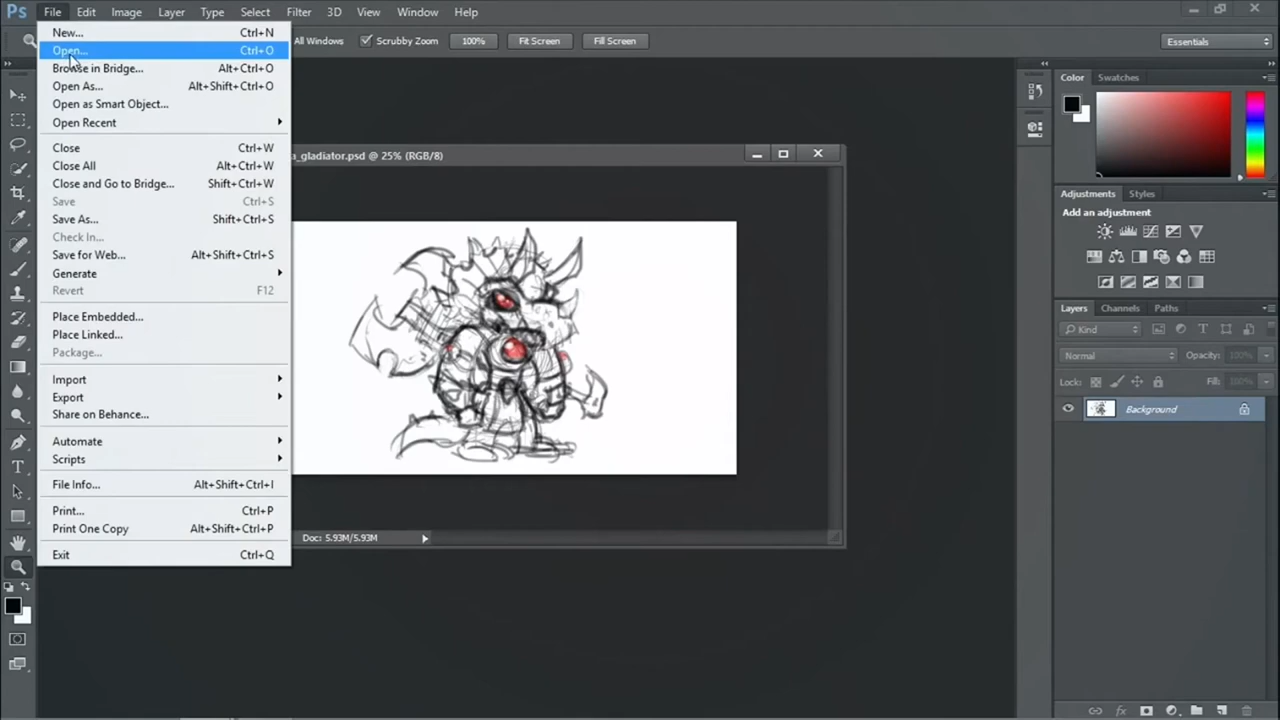 Ps File Edit Image Layer Type Select Filter 3D View Window Help
All Windows Scrubby Zoom 100% Fit Screen Fill Screen Essentials
New... Ctrl+N
Open... Ctrl+O
Browse in Bridge... Alt+Ctrl+O
Open As... Alt+Shift+Ctrl+O
Open as Smart Object...
Open Recent
Close Ctrl+W
Close All Alt+Ctrl+W
Close and Go to Bridge... Shift+Ctrl+W
Save Ctrl+S
Save As... Shift+Ctrl+S
Check In...
Save for Web... Alt+Shift+Ctrl+S
Generate
Revert F12
Place Embedded...
Place Linked...
Package...
Import
Export
Share on Behance...
Automate
Scripts
File Info... Alt+Shift+Ctrl+I
Print... Ctrl+P
Print One Copy Alt+Shift+Ctrl+P
Exit Ctrl+Q
a_gladiator.psd @ 25% (RGB/8)
Doc: 5.93M/5.93M
Color Swatches
Adjustments Styles
Add an adjustment
Layers Channels Paths
Kind
Normal Opacity: 100%
Lock: Fill: 100%
Background
fx